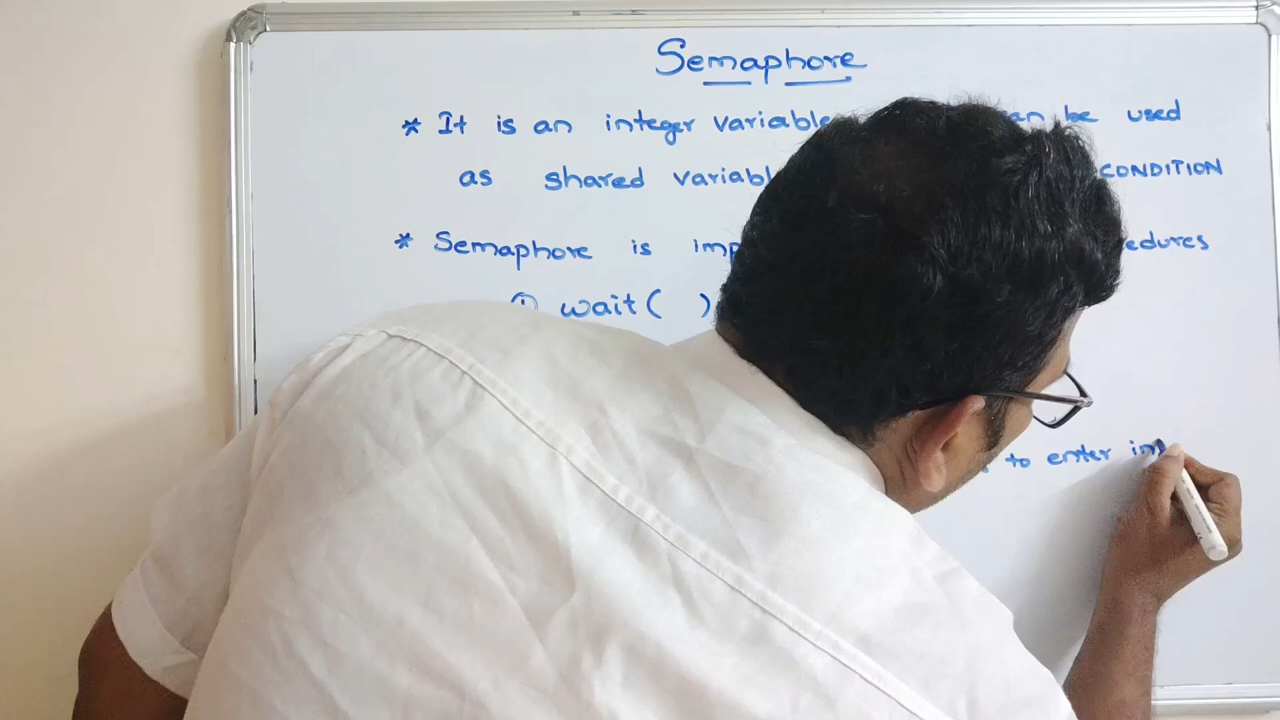 Semaphore
* It is an integer variable can be used
as shared variabl CONDITION
* Semaphore is imp edures
① wait( )
to enter in